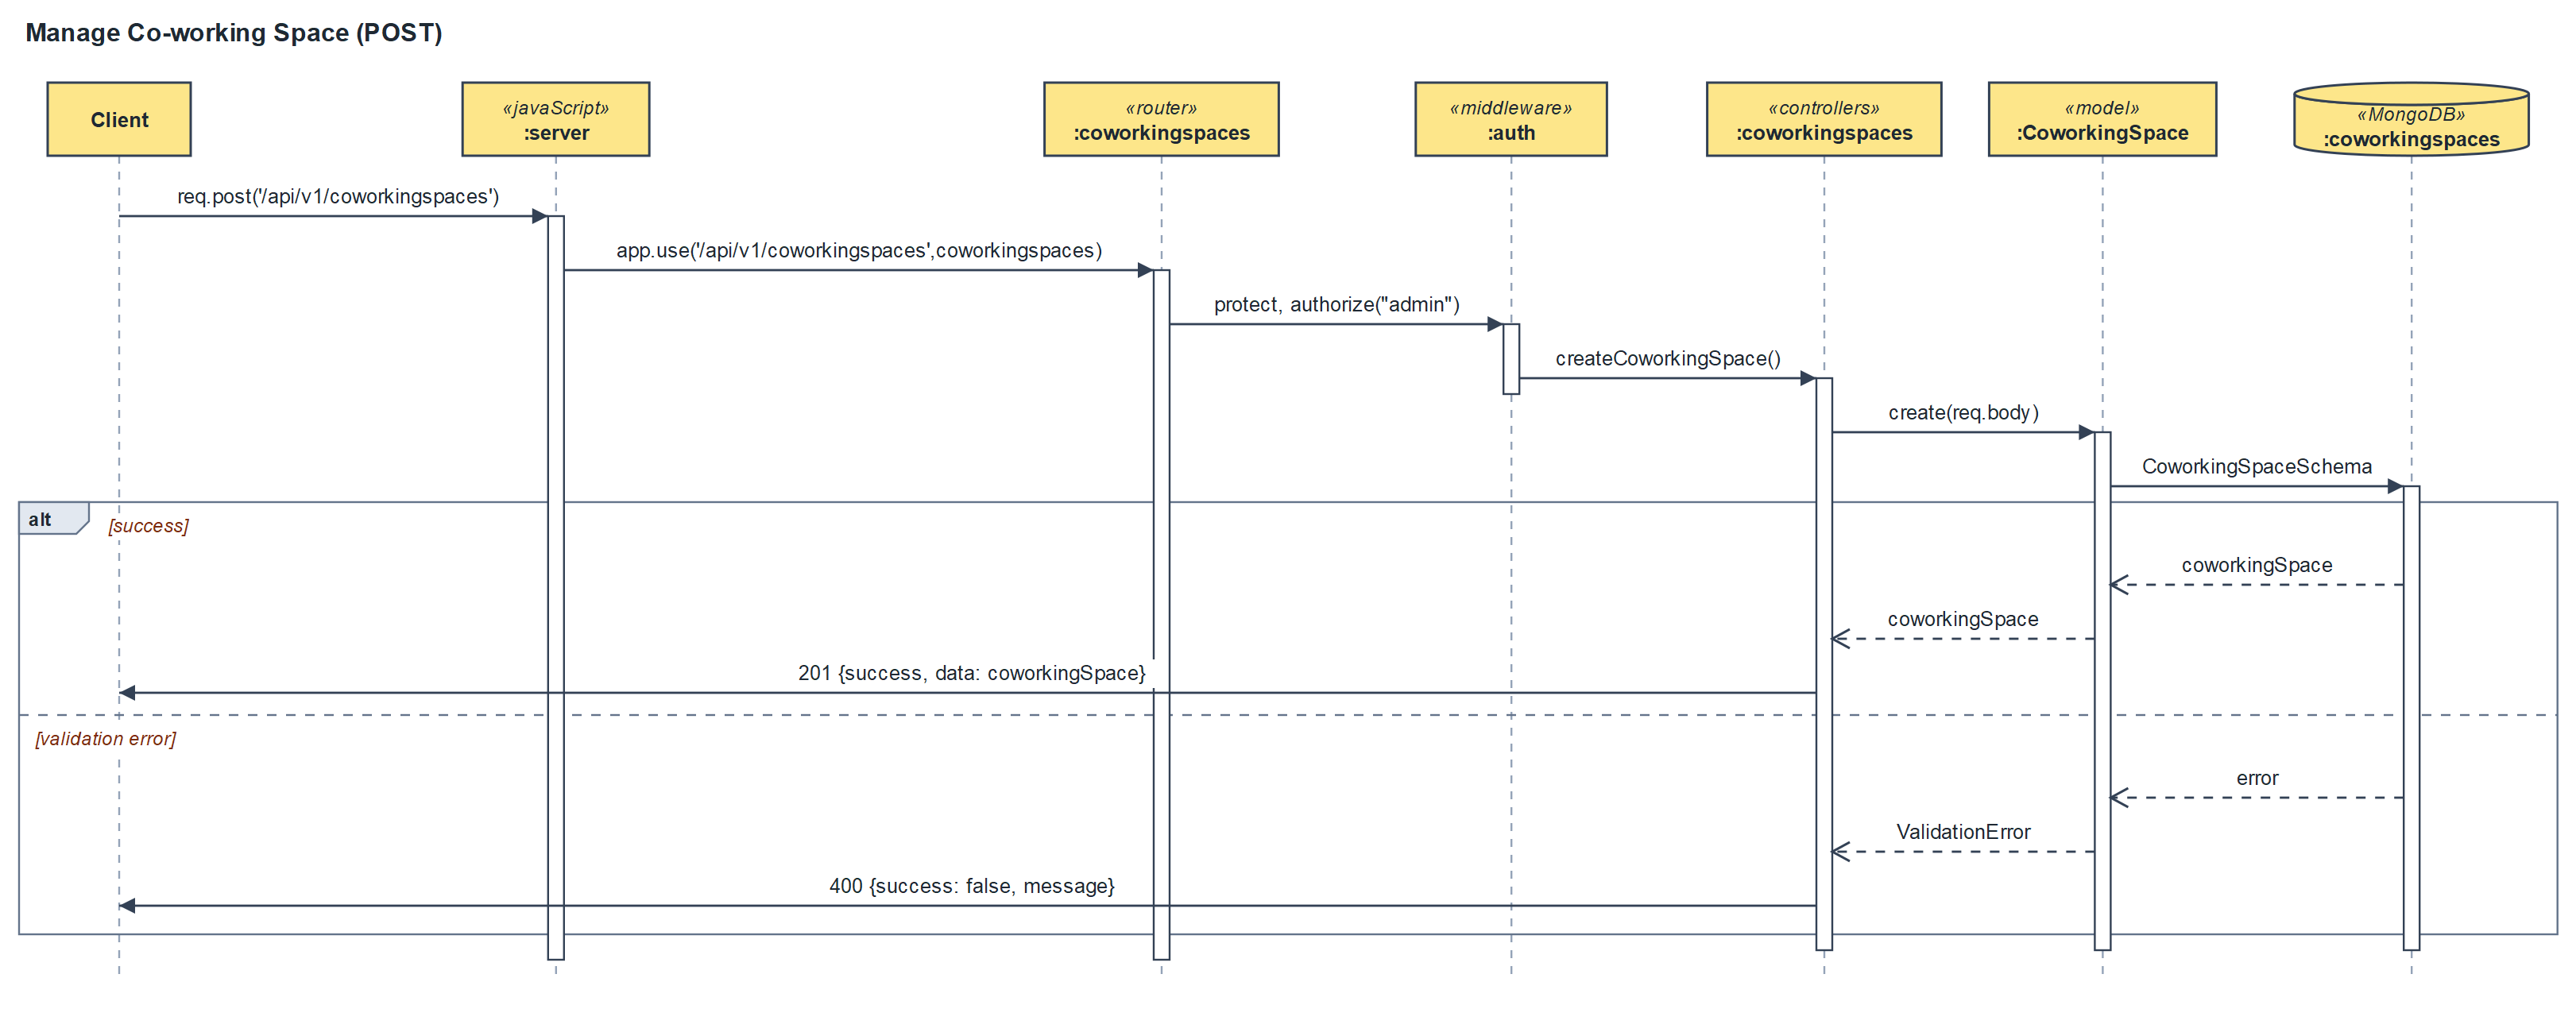 Manage Co-working Space (POST)
Client
«javaScript»
:server
«router»
:coworkingspaces
«middleware»
:auth
«controllers»
:coworkingspaces
«model»
:CoworkingSpace
«MongoDB»
:coworkingspaces
req.post('/api/v1/coworkingspaces')
app.use('/api/v1/coworkingspaces',coworkingspaces)
protect, authorize("admin")
createCoworkingSpace()
create(req.body)
CoworkingSpaceSchema
alt
[success]
coworkingSpace
coworkingSpace
201 {success, data: coworkingSpace}
[validation error]
error
ValidationError
400 {success: false, message}